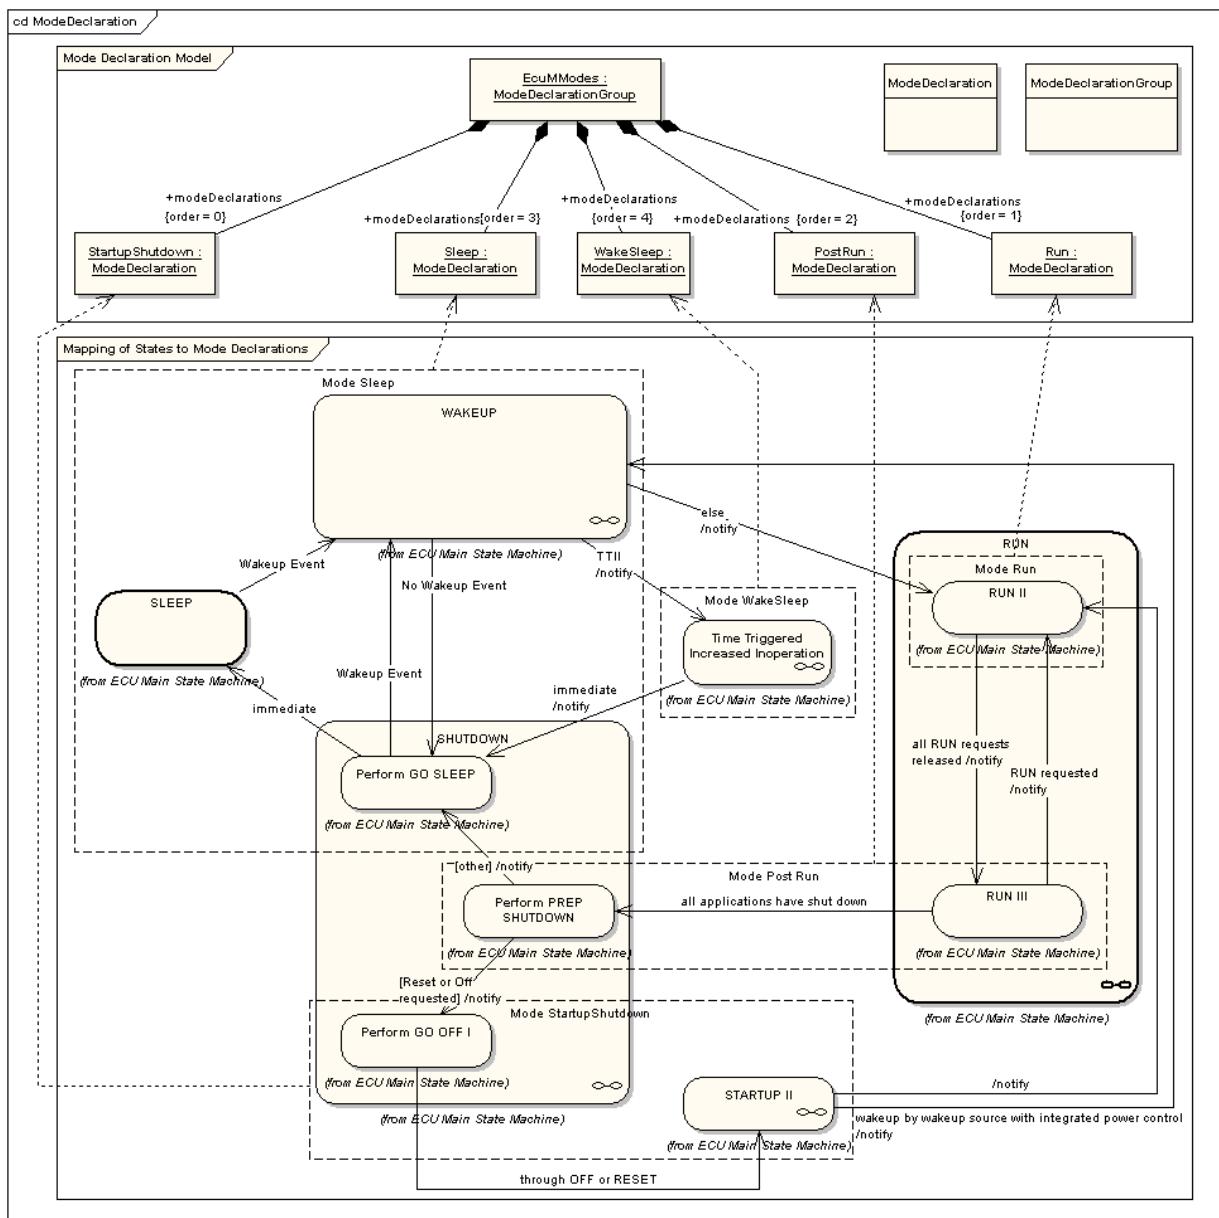 cd ModeDeclaration
Mode Declaration Model
EcuMModes :
ModeDeclarationGroup
ModeDeclaration
ModeDeclarationGroup
+modeDeclarations
{order = 0}
+modeDeclarations
{order = 3}
+modeDeclarations
{order = 4}
+modeDeclarations
{order = 2}
+modeDeclarations
{order = 1}
StartupShutdown :
ModeDeclaration
Sleep :
ModeDeclaration
WakeSleep :
ModeDeclaration
PostRun :
ModeDeclaration
Run :
ModeDeclaration
Mapping of States to Mode Declarations
Mode Sleep
WAKEUP
(from ECU Main State Machine)
else
/notify
TTII
/notify
Wakeup Event
No Wakeup Event
SLEEP
(from ECU Main State Machine)
Wakeup Event
immediate
Mode WakeSleep
Time Triggered
Increased Inoperation
(from ECU Main State Machine)
immediate
/notify
RUN
Mode Run
RUN II
(from ECU Main State Machine)
all RUN requests
released /notify
RUN requested
/notify
SHUTDOWN
Perform GO SLEEP
(from ECU Main State Machine)
[other] /notify
Mode Post Run
Perform PREP
SHUTDOWN
(from ECU Main State Machine)
all applications have shut down
RUN III
(from ECU Main State Machine)
(from ECU Main State Machine)
[Reset or Off
requested] /notify
Mode StartupShutdown
Perform GO OFF I
(from ECU Main State Machine)
(from ECU Main State Machine)
STARTUP II
(from ECU Main State Machine)
/notify
wakeup by wakeup source with integrated power control
/notify
through OFF or RESET